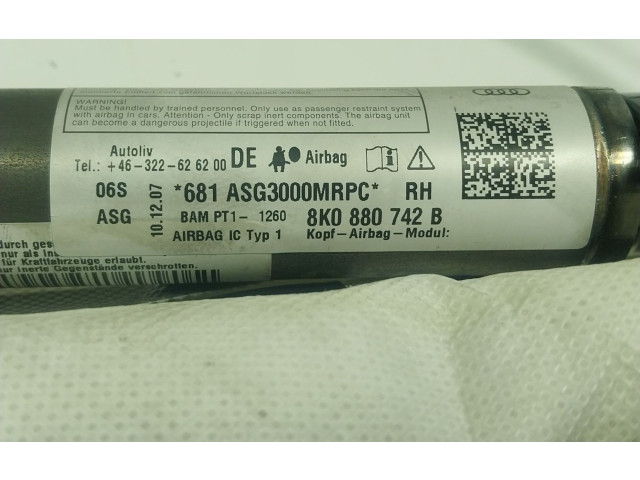 WARNING!
Must be handled by trained personnel. Only use as passenger restraint system
with airbag in cars. Attention - Only scrap inert components. The airbag unit
can become a dangerous projectile if triggered when not fitted.
Autoliv
Tel.: +46-322-62 62 00 DE Airbag
06S 10.12.07 *681 ASG3000MRPC* RH
ASG BAM PT1- 1260 8K0 880 742 B
AIRBAG IC Typ 1 Kopf-Airbag-Modul:
durch ges
nur als Ins
für Kraftfahrzeuge erlaubt.
nur inerte Gegenstände verschrotten.